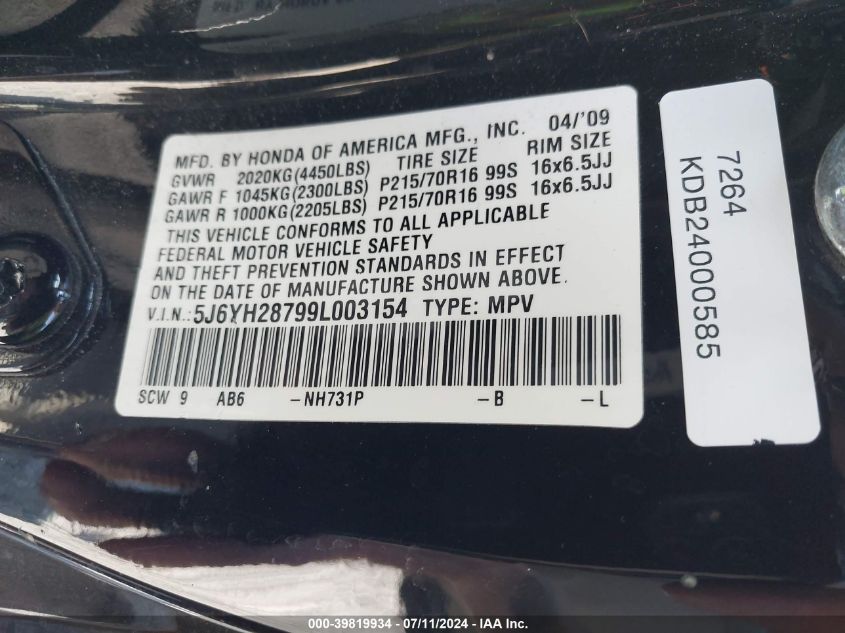 MFD. BY HONDA OF AMERICA MFG., INC. 04/'09
GVWR 2020KG(4450LBS) TIRE SIZE RIM SIZE
GAWR F 1045KG(2300LBS) P215/70R16 99S 16x6.5JJ
GAWR R 1000KG(2205LBS) P215/70R16 99S 16x6.5JJ
THIS VEHICLE CONFORMS TO ALL APPLICABLE
FEDERAL MOTOR VEHICLE SAFETY
AND THEFT PREVENTION STANDARDS IN EFFECT
ON THE DATE OF MANUFACTURE SHOWN ABOVE.
V.I.N.: 5J6YH28799L003154 TYPE: MPV
SCW 9 AB6 -NH731P -B -L
7264
KDB24000585
000-39819934 - 07/11/2024 - IAA Inc.